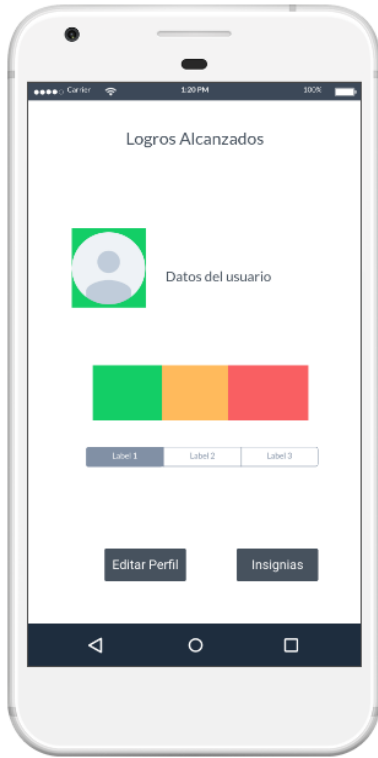 Carrier 1:20 PM 100%
Logros Alcanzados
Datos del usuario
Label 1 Label 2 Label 3
Editar Perfil Insignias